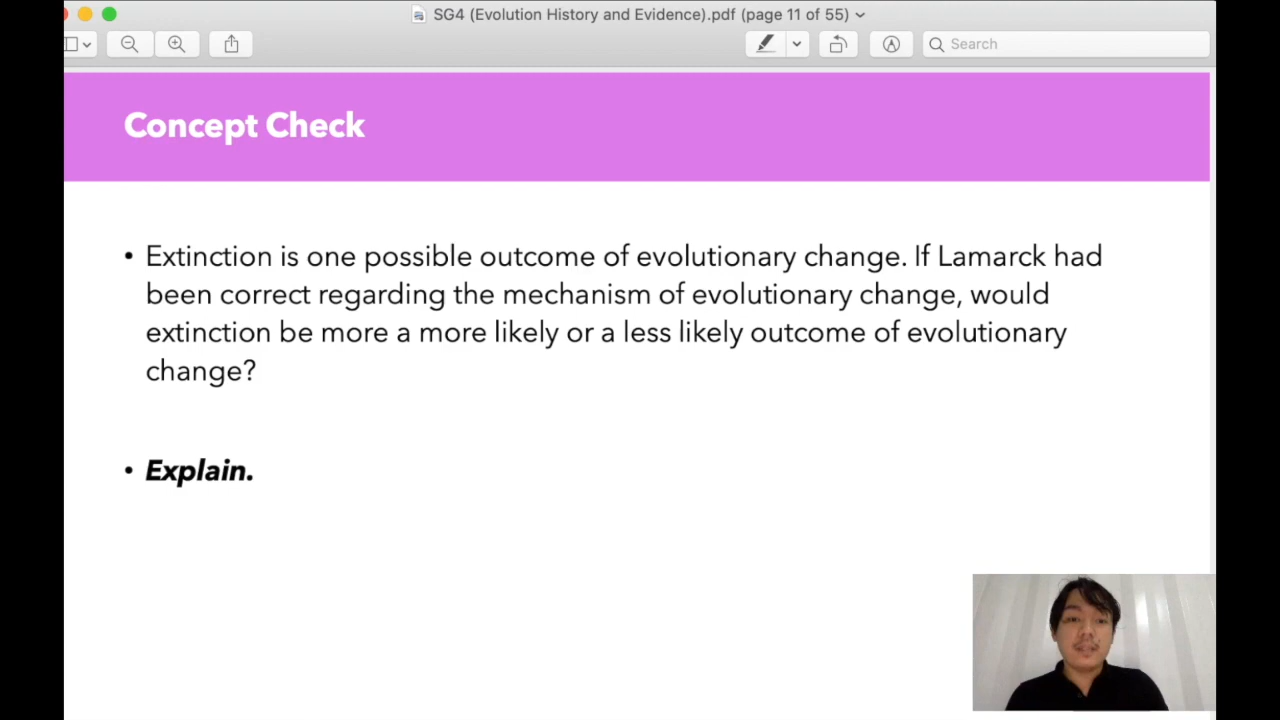 SG4 (Evolution History and Evidence).pdf (page 11 of 55)
Search
Concept Check
• Extinction is one possible outcome of evolutionary change. If Lamarck had
been correct regarding the mechanism of evolutionary change, would
extinction be more a more likely or a less likely outcome of evolutionary
change?
• Explain.